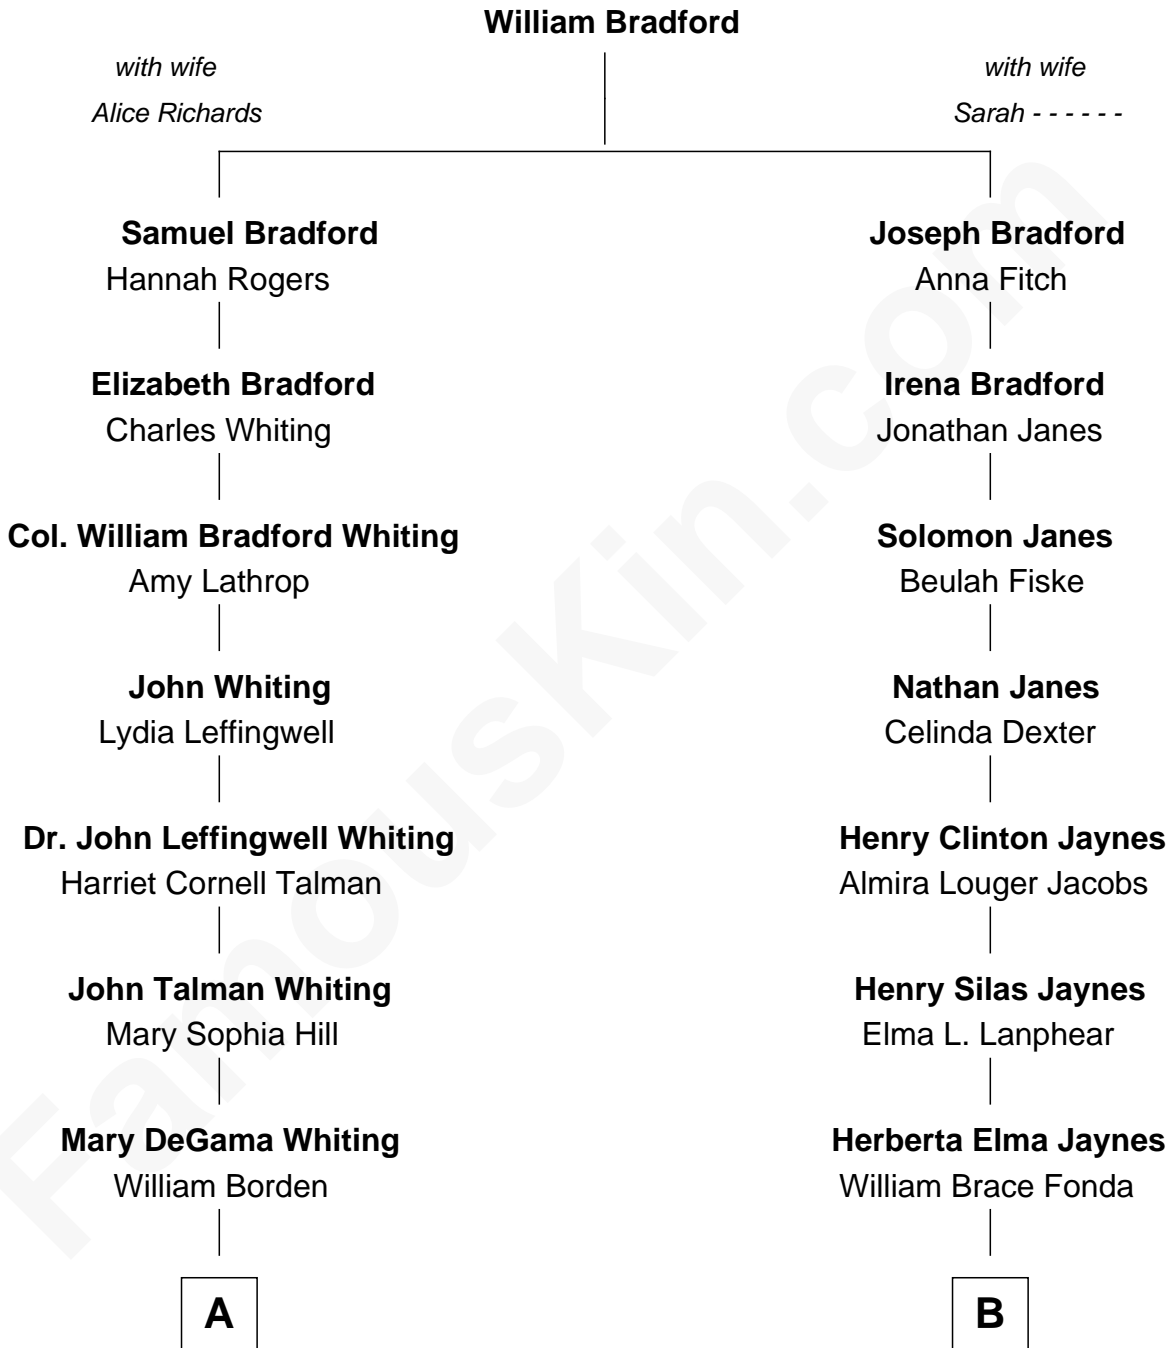 William Bradford
with wife
Alice Richards
with wife
Sarah - - - - - -
Samuel Bradford
Hannah Rogers
Joseph Bradford
Anna Fitch
Elizabeth Bradford
Charles Whiting
Irena Bradford
Jonathan Janes
Col. William Bradford Whiting
Amy Lathrop
Solomon Janes
Beulah Fiske
John Whiting
Lydia Leffingwell
Nathan Janes
Celinda Dexter
Dr. John Leffingwell Whiting
Harriet Cornell Talman
Henry Clinton Jaynes
Almira Louger Jacobs
John Talman Whiting
Mary Sophia Hill
Henry Silas Jaynes
Elma L. Lanphear
Mary DeGama Whiting
William Borden
Herberta Elma Jaynes
William Brace Fonda
A
B
FamousKin.com